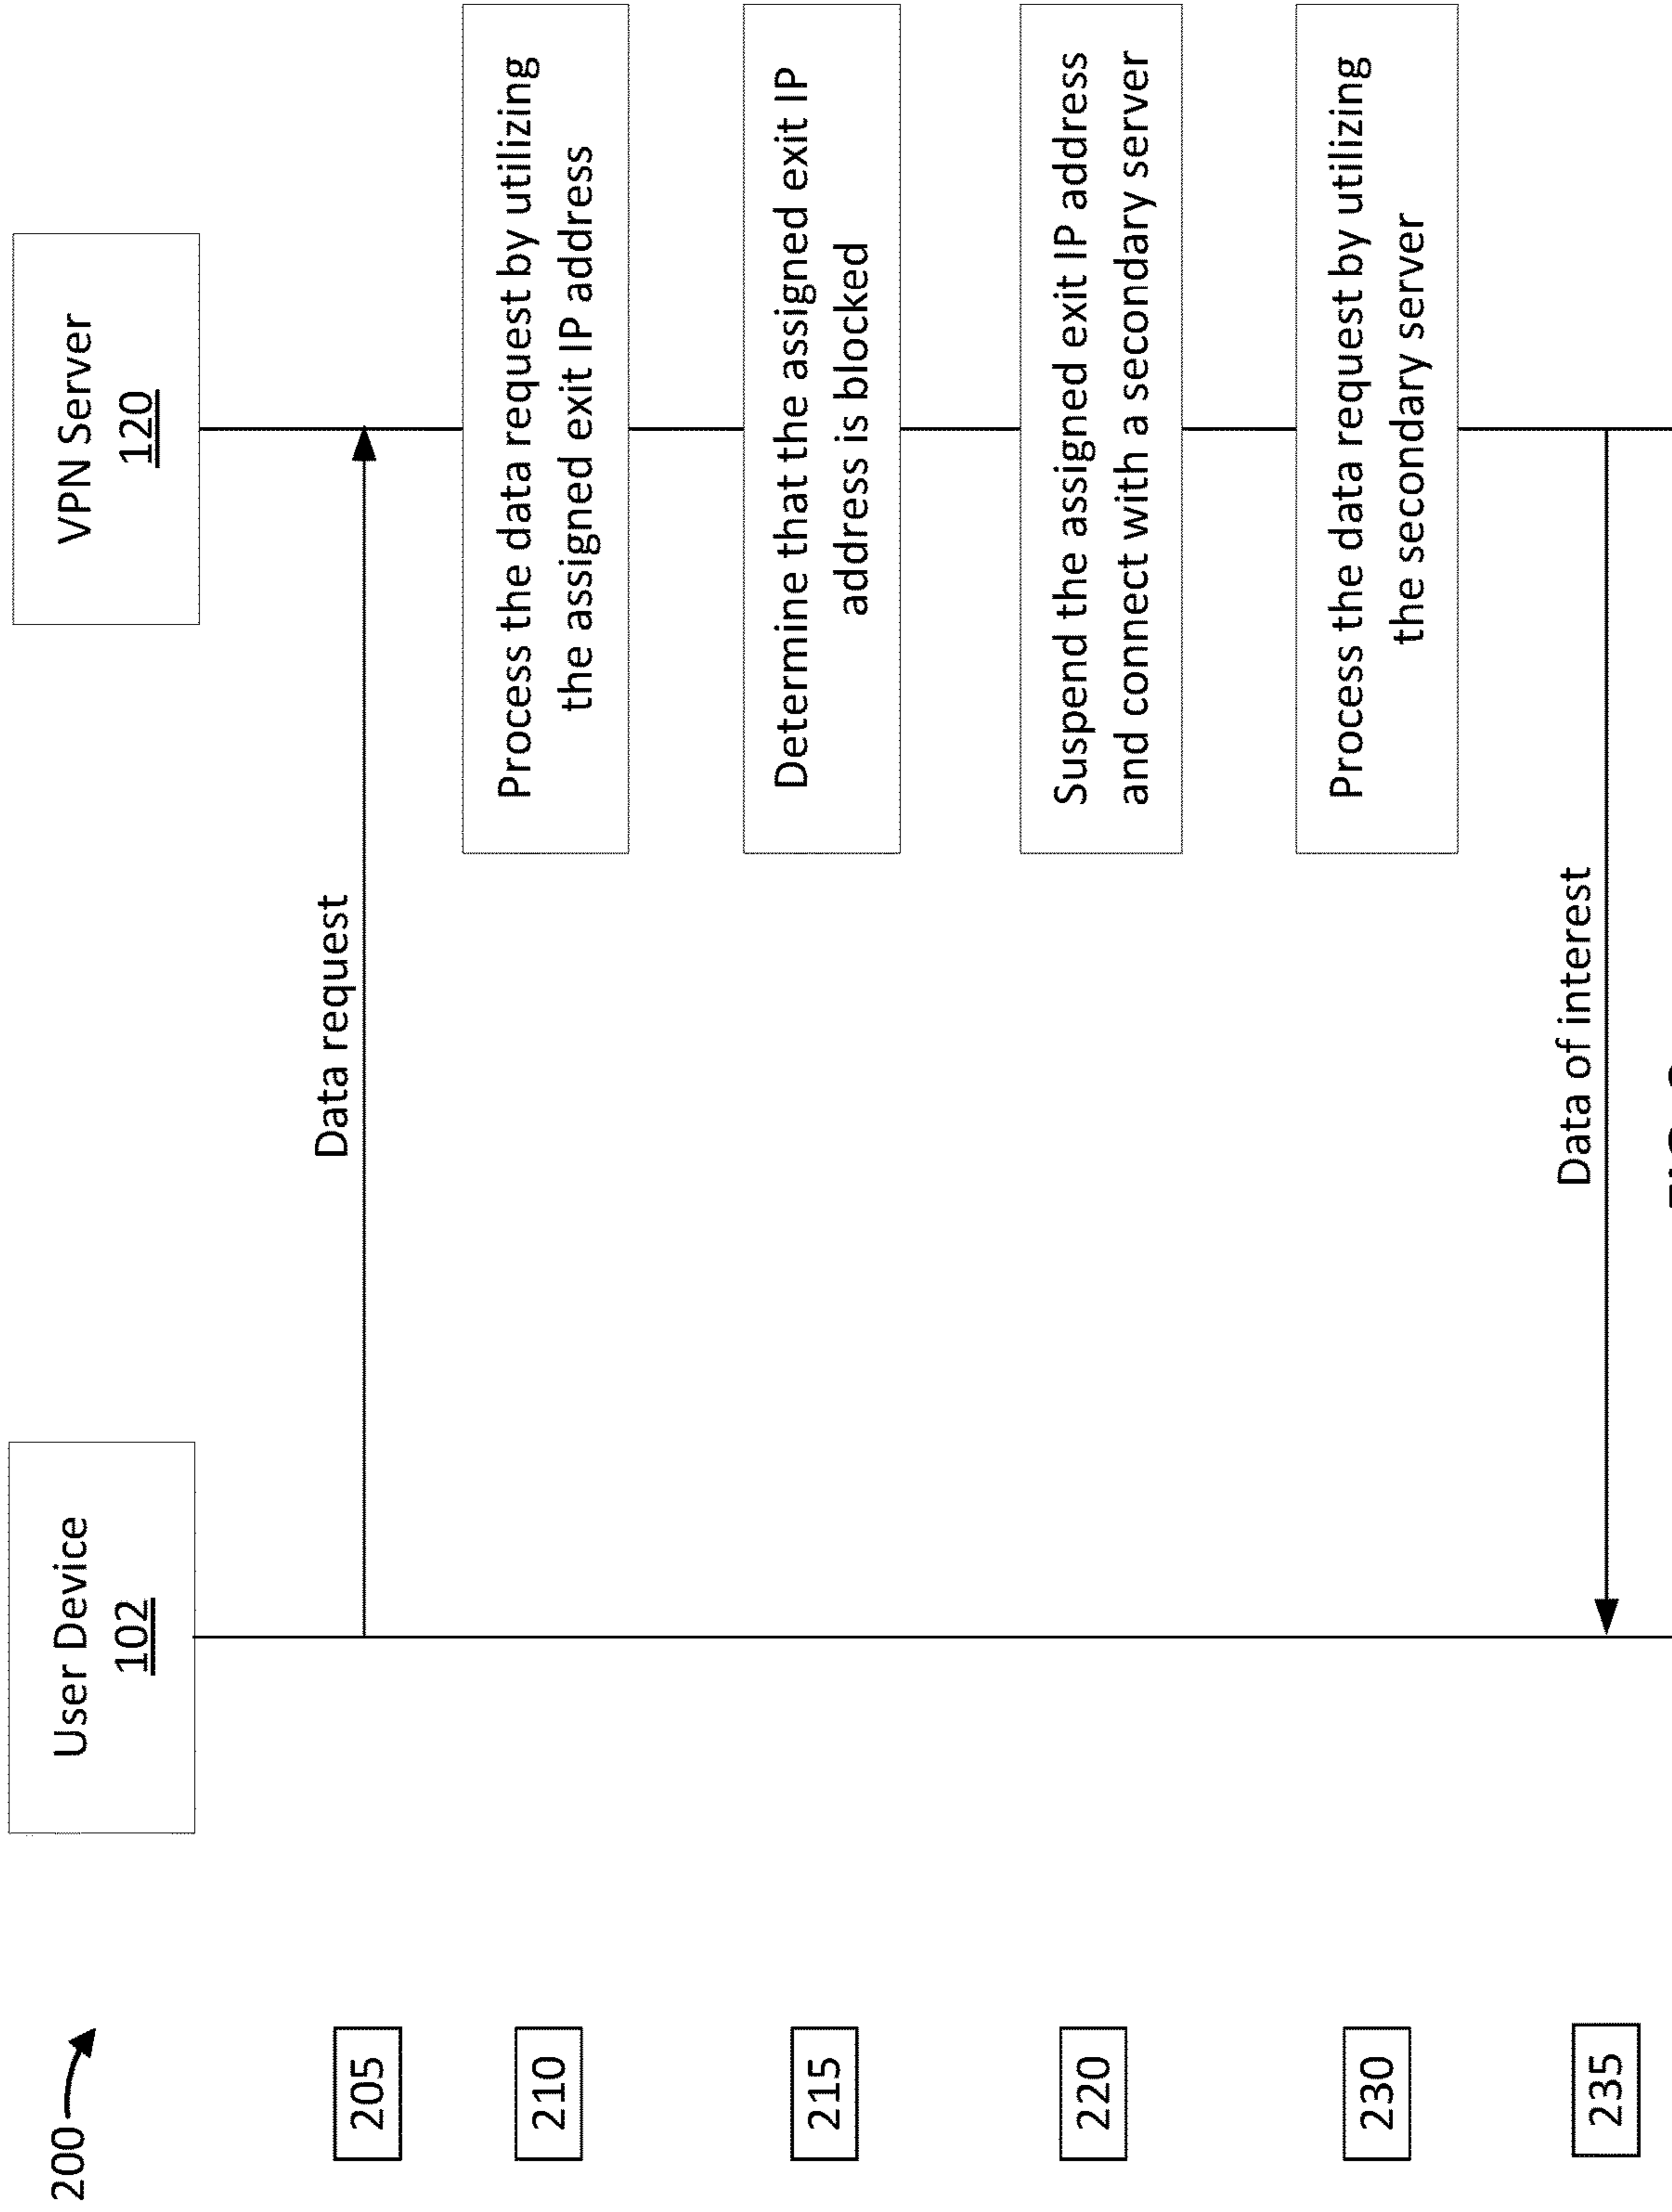 200
User Device
102
VPN Server
120
205
Data request
210
Process the data request by utilizing
the assigned exit IP address
215
Determine that the assigned exit IP
address is blocked
220
Suspend the assigned exit IP address
and connect with a secondary server
230
Process the data request by utilizing
the secondary server
235
Data of interest